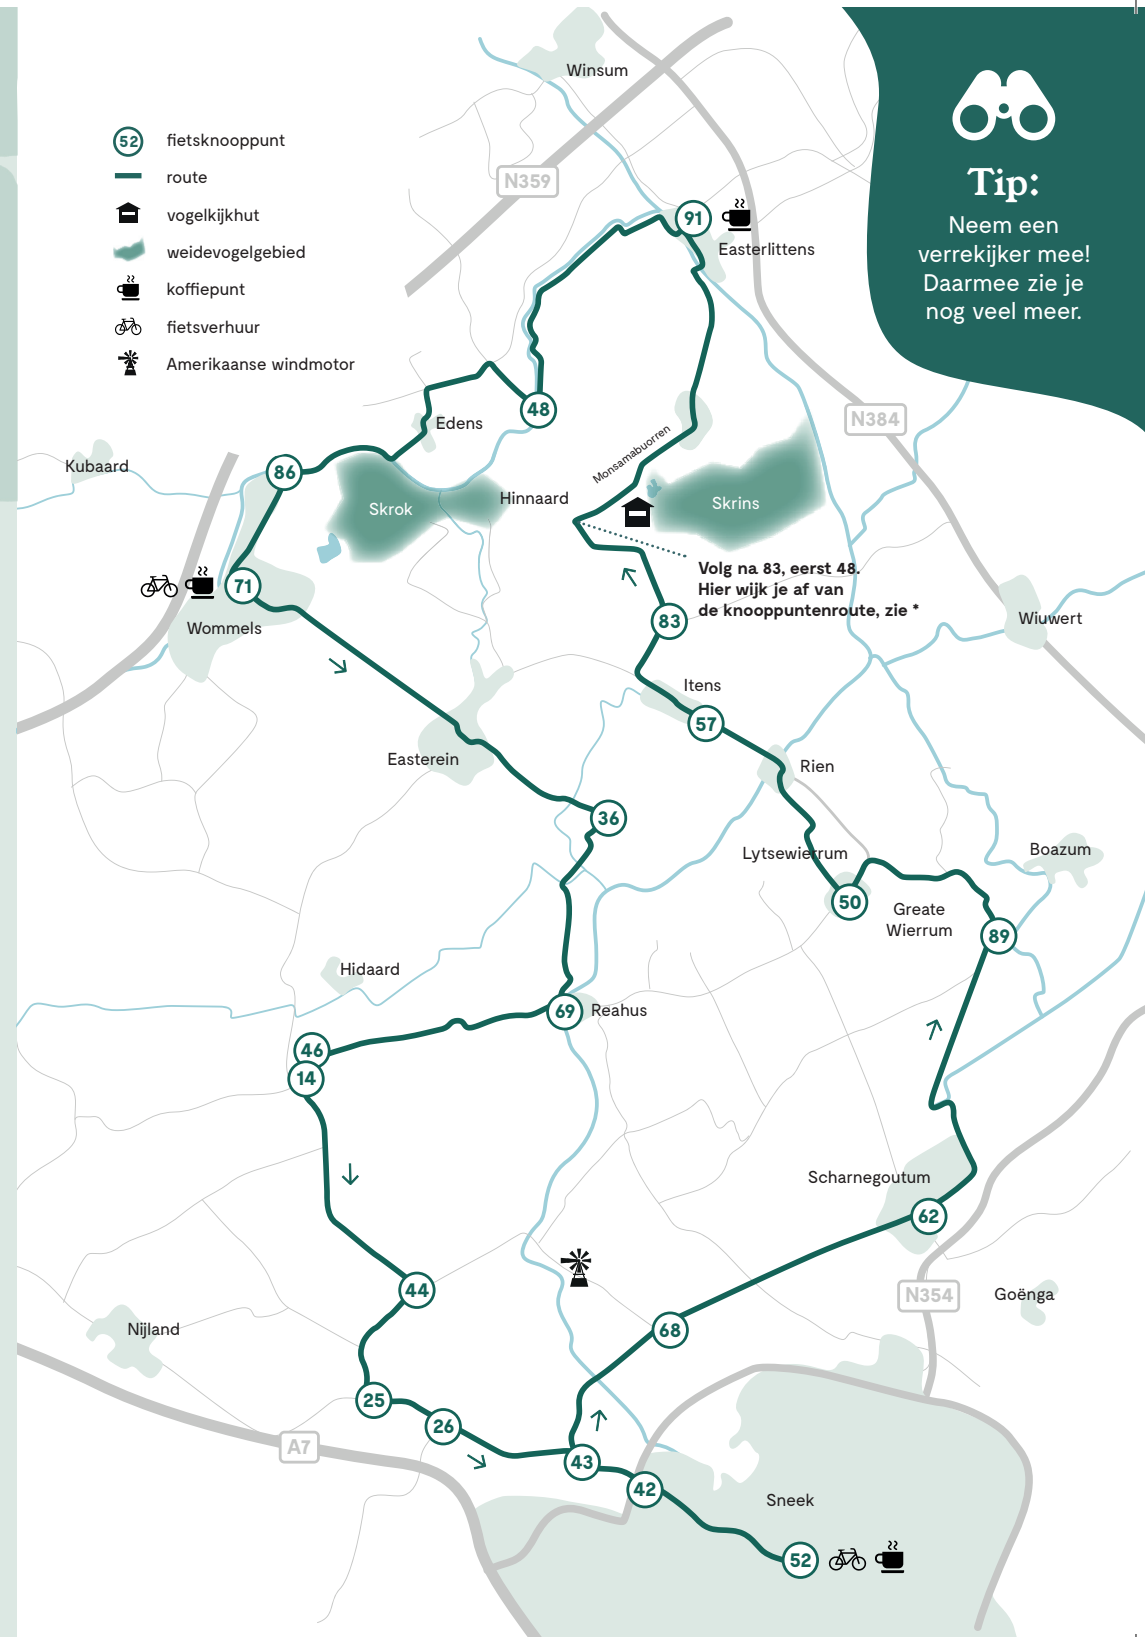 Winsum
52 fietsknooppunt
route
vogelkijkhut
weidevogelgebied
koffiepunt
fietsverhuur
Amerikaanse windmotor
Tip:
Neem een
verrekijker mee!
Daarmee zie je
nog veel meer.
N359
91
Easterlittens
48
N384
Edens
Monsamabuorren
Kubaard
86
Skrok
Hinnaard
Skrins
Volg na 83, eerst 48.
Hier wijk je af van
de knooppuntenroute, zie *
71
Wommels
83
Wiuwert
Itens
57
Easterein
Rien
36
Lytsewierrum
Boazum
50
Greate
Wierrum
89
Hidaard
69
Reahus
46
14
Scharnegoutum
62
44
N354
Goënga
Nijland
68
25
26
A7
43
42
Sneek
52